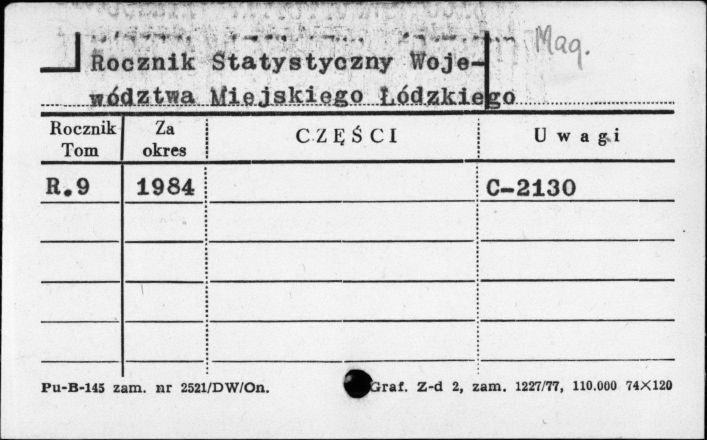 Mag.
Rocznik Statystyczny Woje-
wództwa Miejskiego Łódzkiego
Rocznik Tom | Za okres | CZĘŚCI | Uwagi
R.9 | 1984 | | C-2130
Pu-B-145 zam. nr 2521/DW/On. Graf. Z-d 2, zam. 1227/77, 110.000 74×120